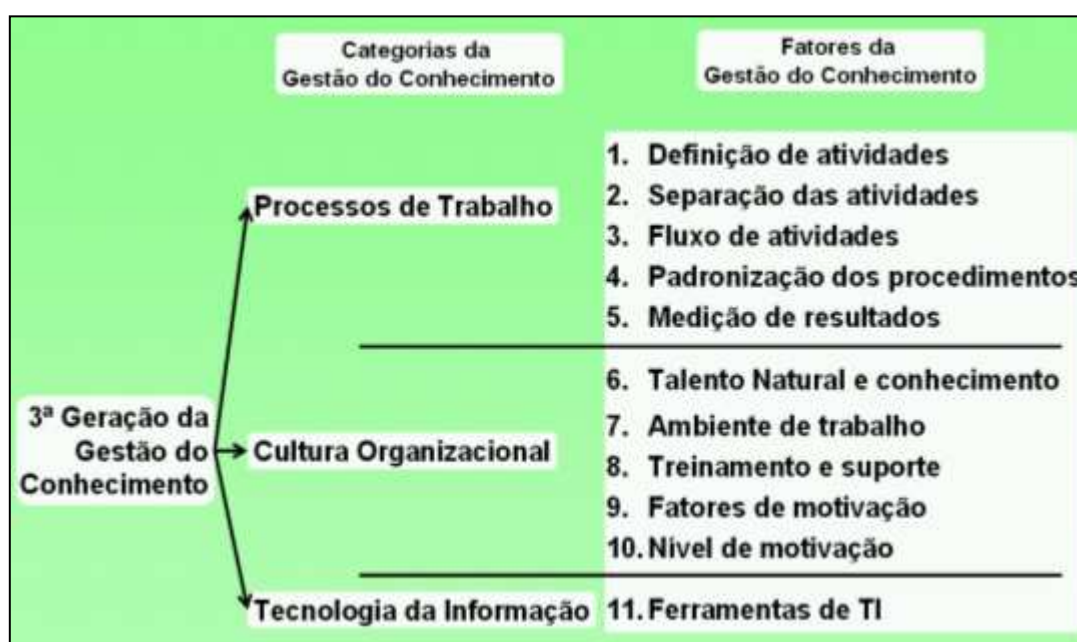 Categorias da
Gestão do Conhecimento
Fatores da
Gestão do Conhecimento
1. Definição de atividades
2. Separação das atividades
3. Fluxo de atividades
4. Padronização dos procedimentos
5. Medição de resultados
Processos de Trabalho
6. Talento Natural e conhecimento
7. Ambiente de trabalho
8. Treinamento e suporte
9. Fatores de motivação
10. Nivel de motivação
3ª Geração da
Gestão do
Conhecimento
Cultura Organizacional
Tecnologia da Informação
11. Ferramentas de TI